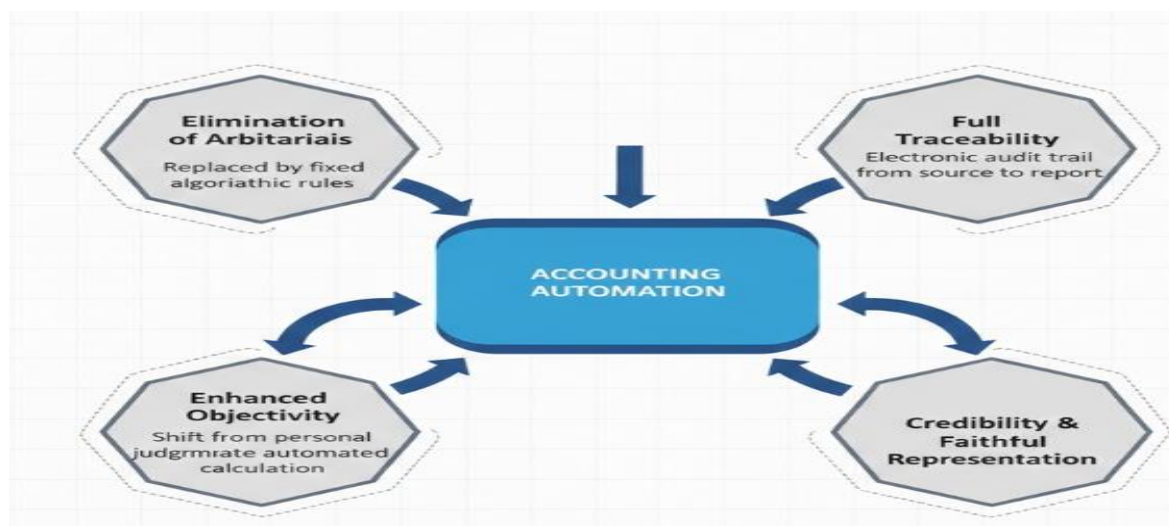 Elimination
of Arbitariais
Replaced by fixed
algoriathic rules
Full
Traceability
Electronic audit trail
from source to report
ACCOUNTING
AUTOMATION
Enhanced
Objectivity
Shift from personal
judgrmırate automated
calculation
Credibility &
Faithful
Representation